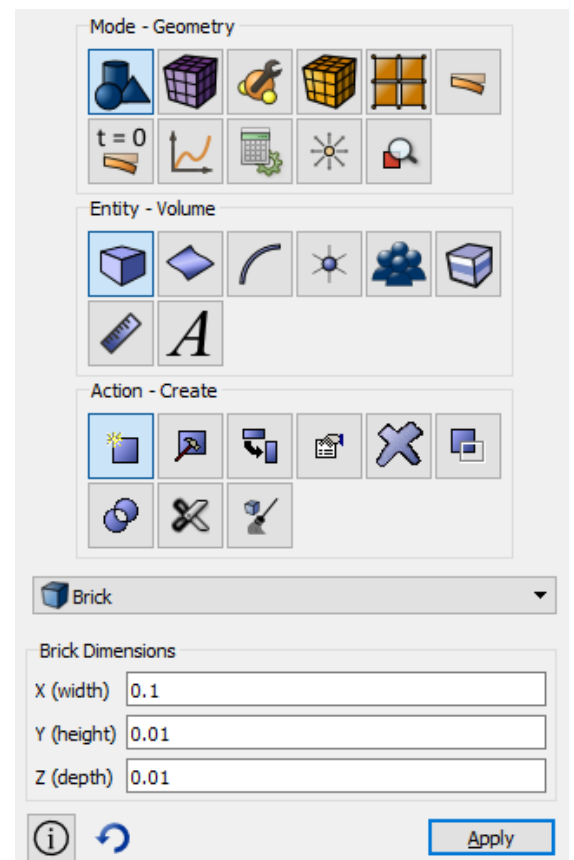 Mode - Geometry
t = 0
Entity - Volume
A
Action - Create
Brick
Brick Dimensions
X (width) 0.1
Y (height) 0.01
Z (depth) 0.01
i Apply